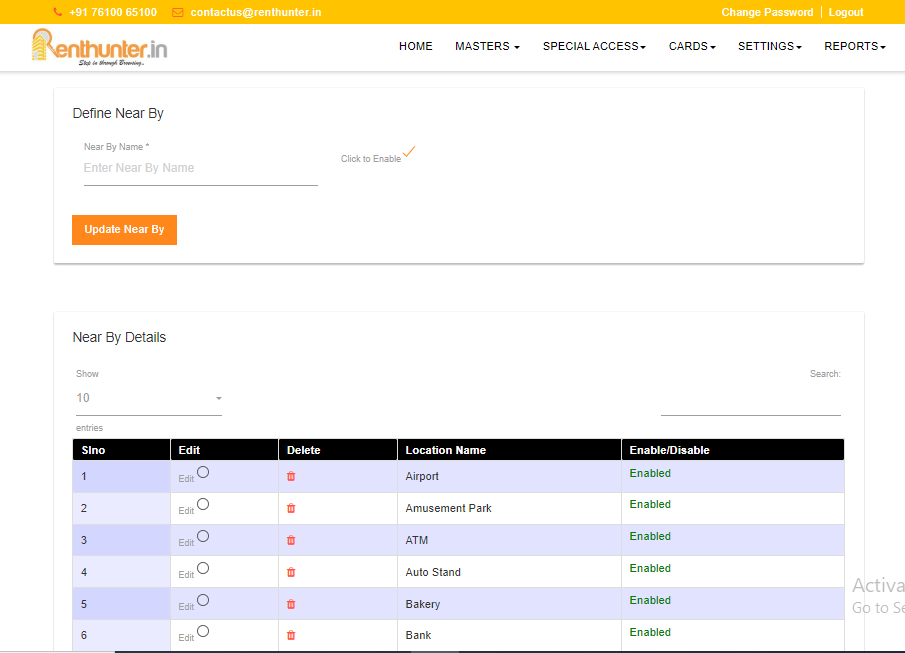 +91 76100 65100 contactus@renthunter.in Change Password Logout
Renthunter.in
Step in through Browsing..
HOME MASTERS SPECIAL ACCESS CARDS SETTINGS REPORTS
Define Near By
Near By Name *
Enter Near By Name
Click to Enable
Update Near By
Near By Details
Show Search:
10
entries
Slno Edit Delete Location Name Enable/Disable
1 Edit Airport Enabled
2 Edit Amusement Park Enabled
3 Edit ATM Enabled
4 Edit Auto Stand Enabled
5 Edit Bakery Enabled
6 Edit Bank Enabled
Activa
Go to Se